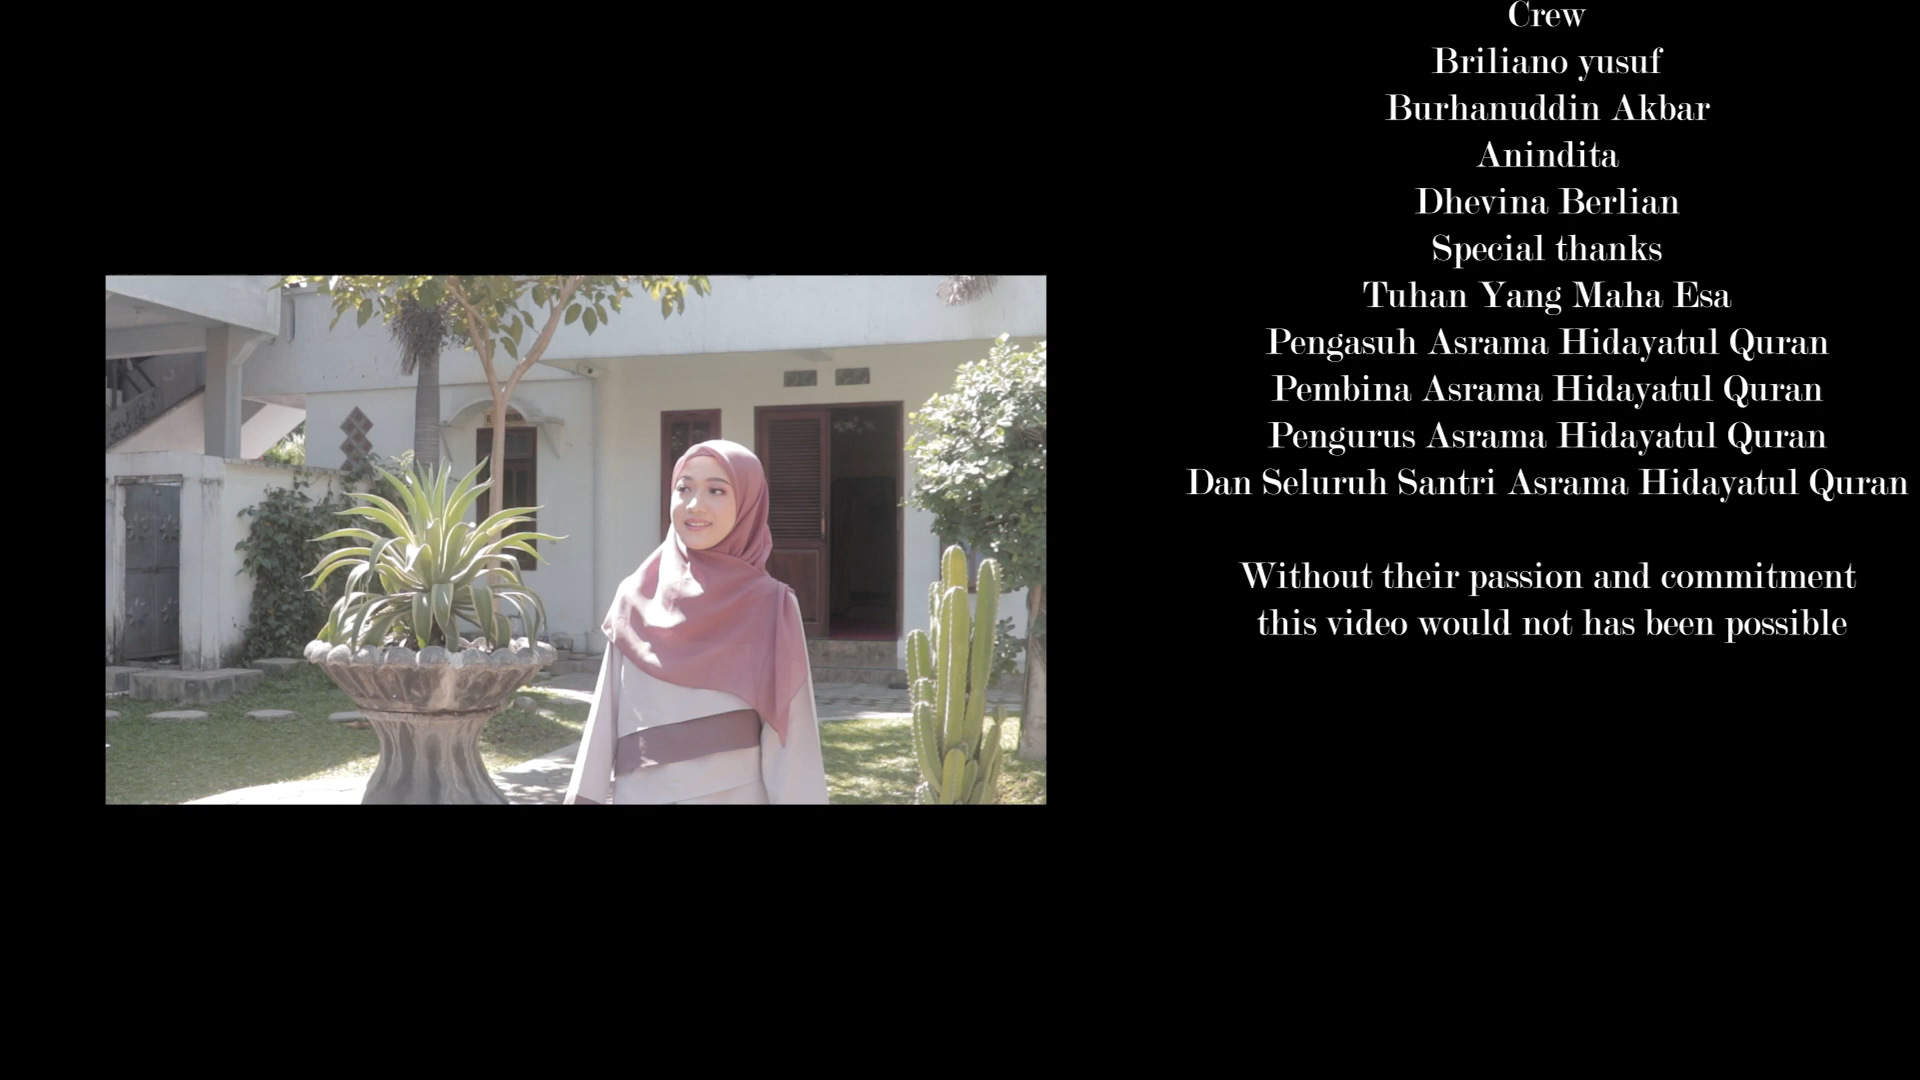 Crew
Briliano yusuf
Burhanuddin Akbar
Anindita
Dhevina Berlian
Special thanks
Tuhan Yang Maha Esa
Pengasuh Asrama Hidayatul Quran
Pembina Asrama Hidayatul Quran
Pengurus Asrama Hidayatul Quran
Dan Seluruh Santri Asrama Hidayatul Quran
Without their passion and commitment
this video would not has been possible